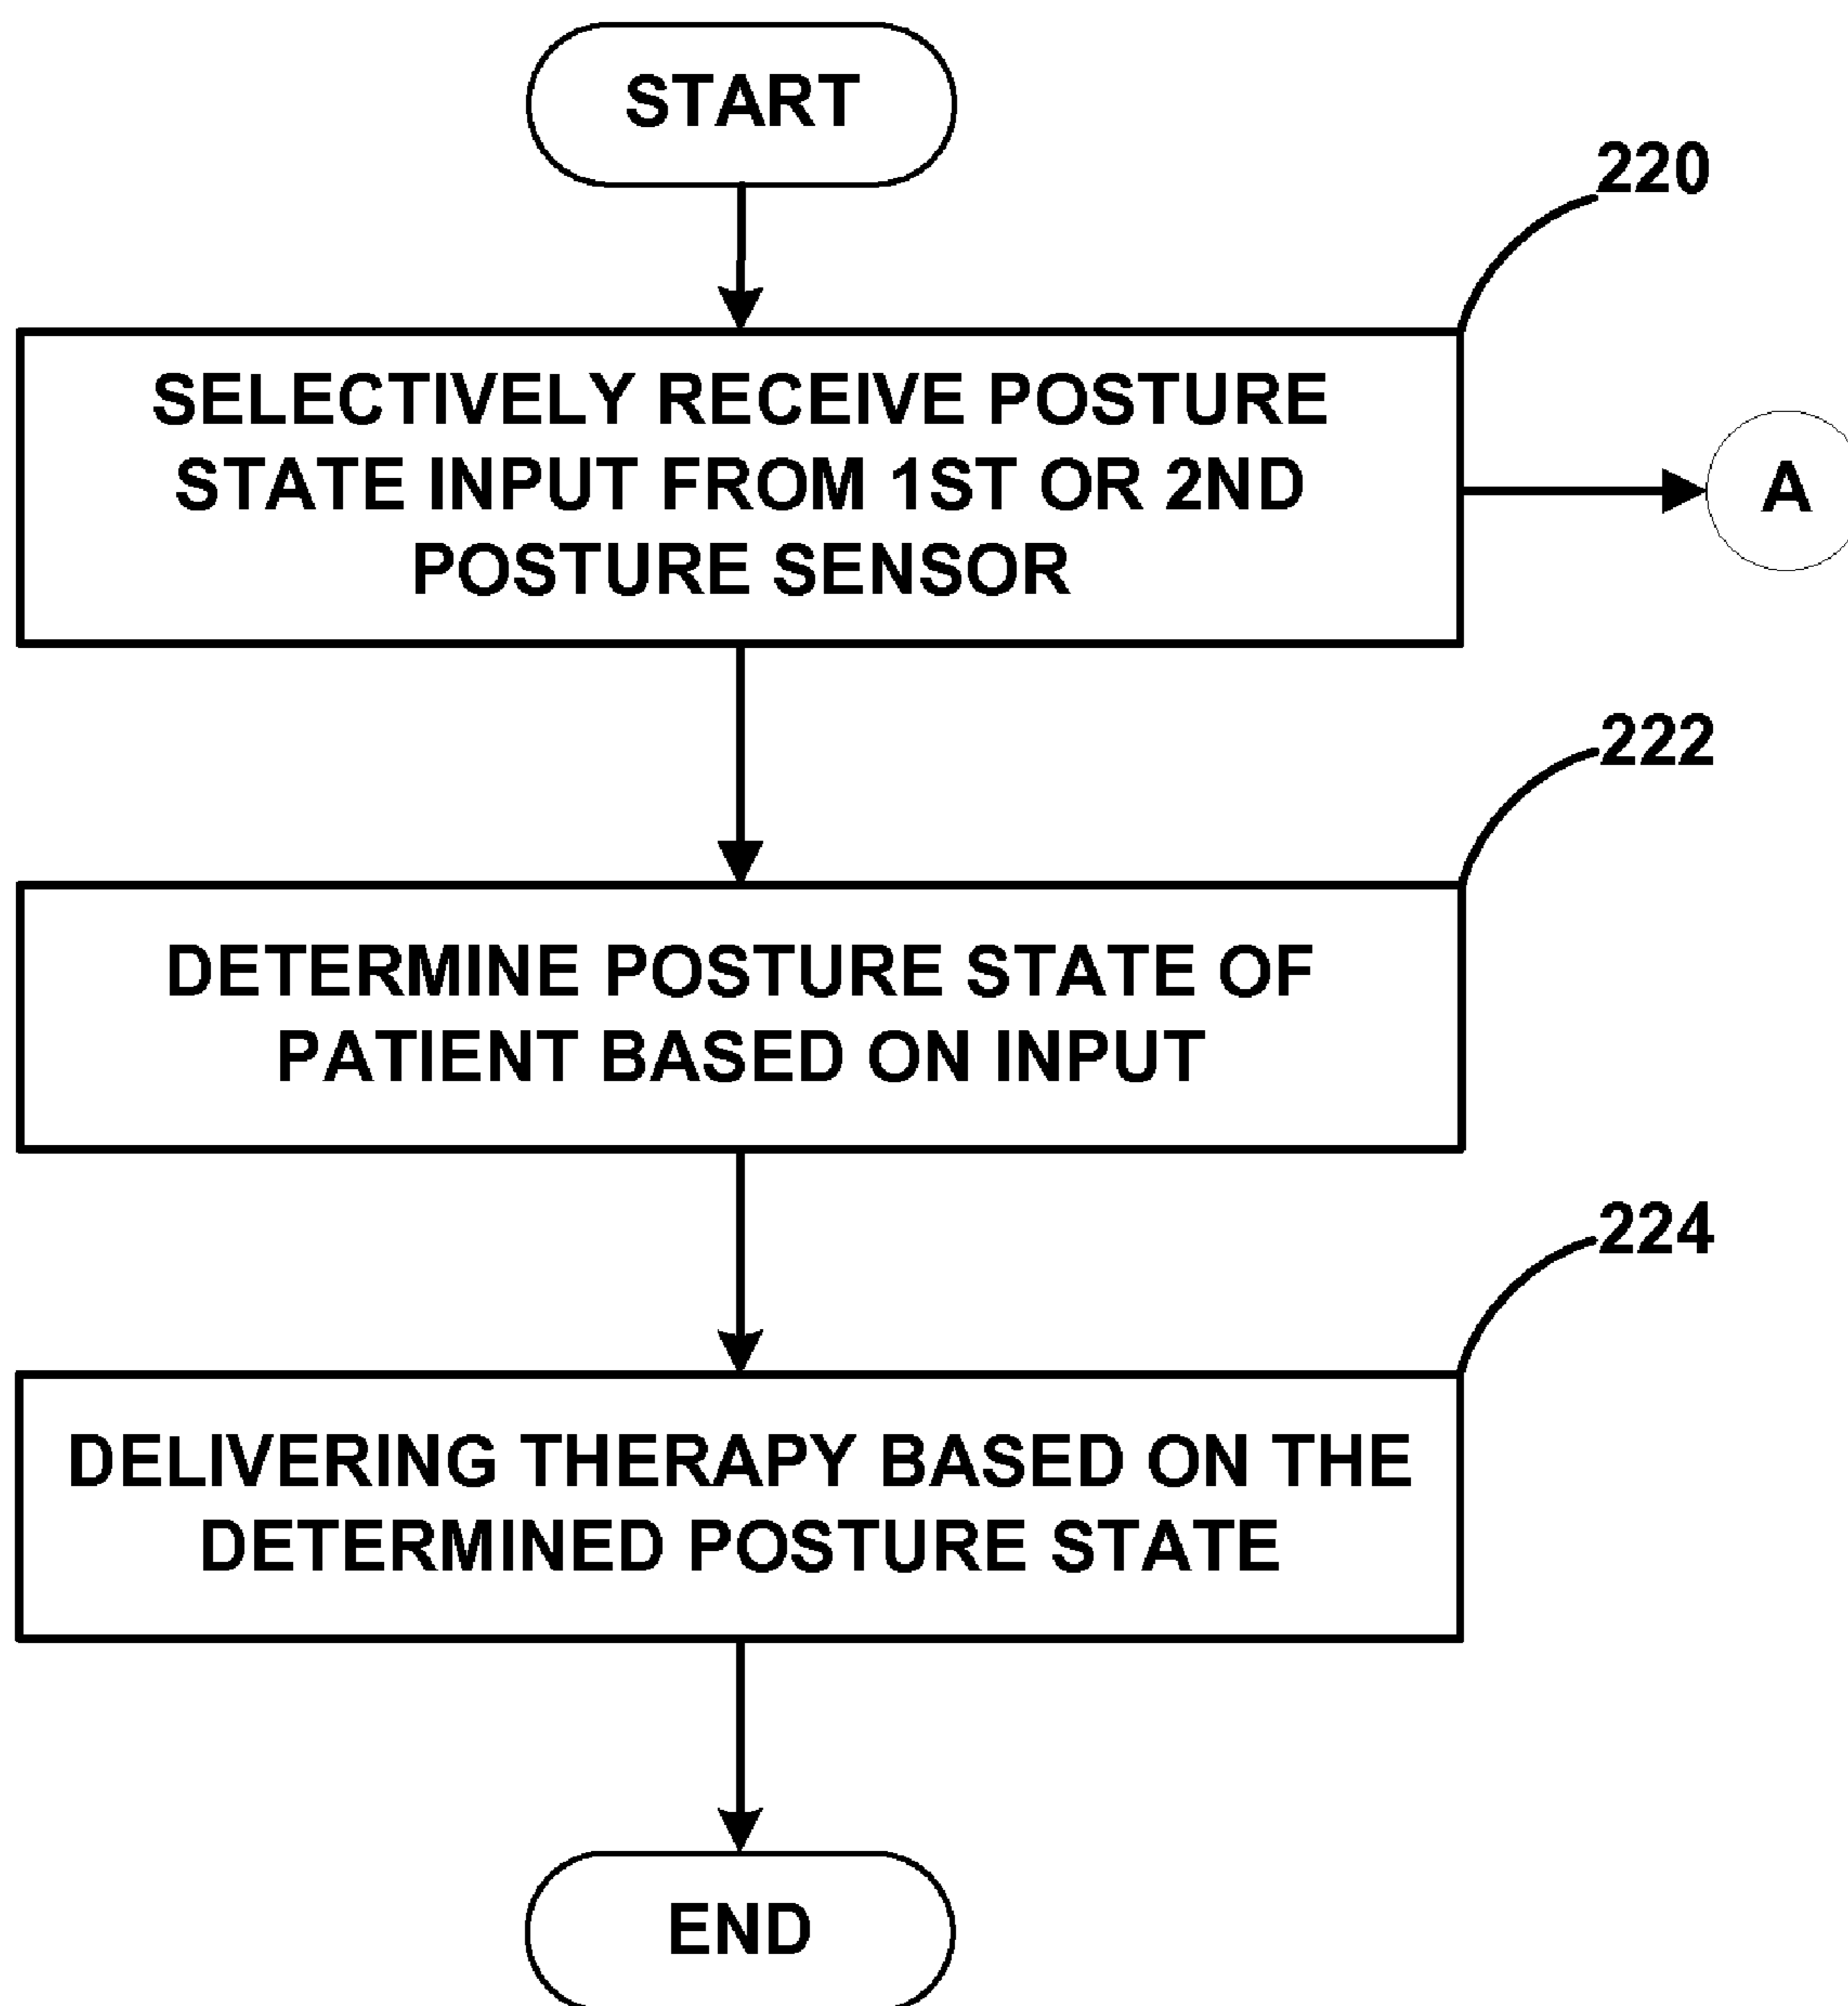 START
220
SELECTIVELY RECEIVE POSTURE
STATE INPUT FROM 1ST OR 2ND
POSTURE SENSOR
A
222
DETERMINE POSTURE STATE OF
PATIENT BASED ON INPUT
224
DELIVERING THERAPY BASED ON THE
DETERMINED POSTURE STATE
END